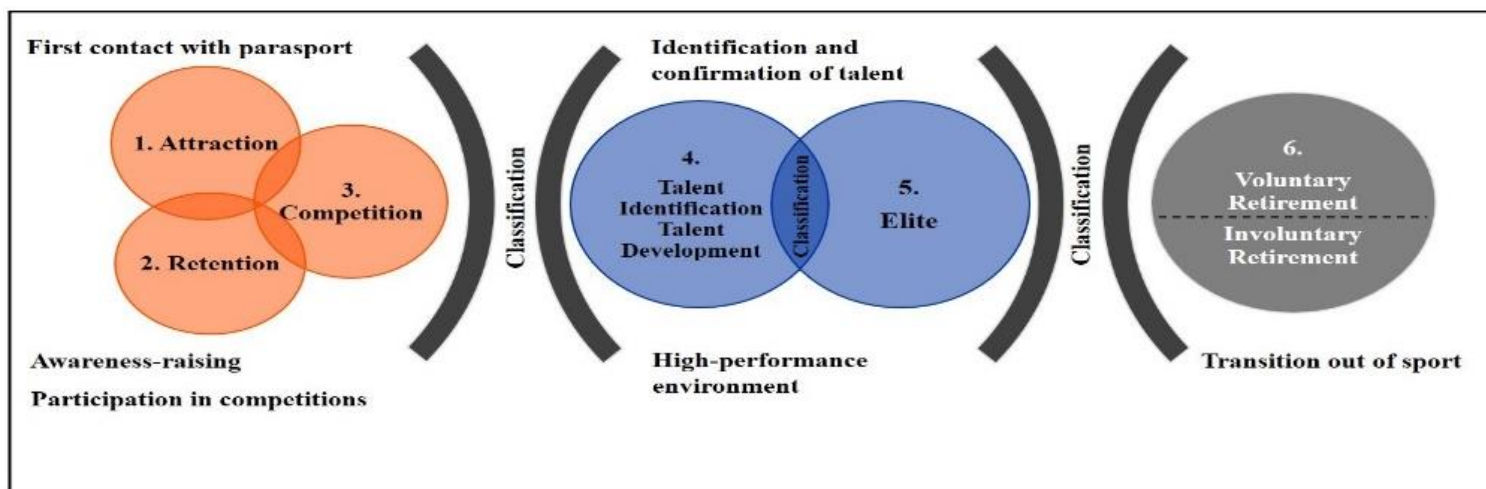 First contact with parasport
1. Attraction
2. Retention
3.
Competition
Awareness-raising
Participation in competitions
Classification
Identification and
confirmation of talent
4.
Talent
Identification
Talent
Development
Classification
5.
Elite
High-performance
environment
Classification
6.
Voluntary
Retirement
Involuntary
Retirement
Transition out of sport